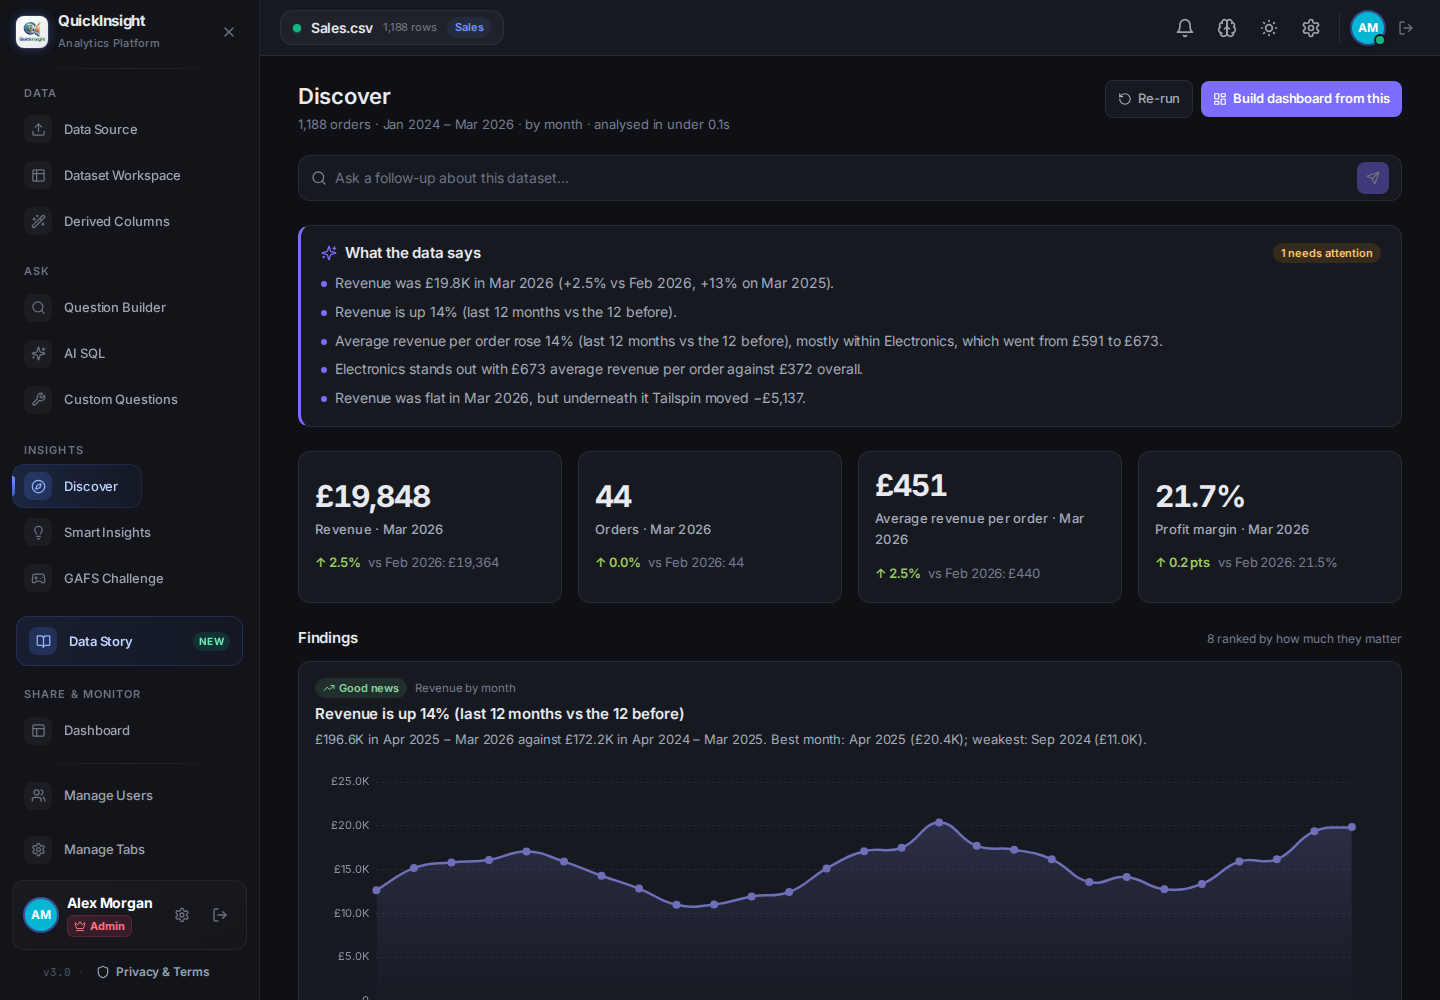 QuickInsight
Analytics Platform
DATA
Data Source
Dataset Workspace
Derived Columns
ASK
Question Builder
AI SQL
Custom Questions
INSIGHTS
Discover
Smart Insights
GAFS Challenge
Data Story NEW
SHARE & MONITOR
Dashboard
Manage Users
Manage Tabs
AM Alex Morgan
Admin
v3.0 · Privacy & Terms
Sales.csv 1,188 rows Sales
AM
Discover
1,188 orders · Jan 2024 – Mar 2026 · by month · analysed in under 0.1s
Re-run
Build dashboard from this
Ask a follow-up about this dataset...
What the data says
1 needs attention
Revenue was £19.8K in Mar 2026 (+2.5% vs Feb 2026, +13% on Mar 2025).
Revenue is up 14% (last 12 months vs the 12 before).
Average revenue per order rose 14% (last 12 months vs the 12 before), mostly within Electronics, which went from £591 to £673.
Electronics stands out with £673 average revenue per order against £372 overall.
Revenue was flat in Mar 2026, but underneath it Tailspin moved −£5,137.
£19,848
Revenue · Mar 2026
↑ 2.5% vs Feb 2026: £19,364
44
Orders · Mar 2026
↑ 0.0% vs Feb 2026: 44
£451
Average revenue per order · Mar
2026
↑ 2.5% vs Feb 2026: £440
21.7%
Profit margin · Mar 2026
↑ 0.2 pts vs Feb 2026: 21.5%
Findings
8 ranked by how much they matter
Good news Revenue by month
Revenue is up 14% (last 12 months vs the 12 before)
£196.6K in Apr 2025 – Mar 2026 against £172.2K in Apr 2024 – Mar 2025. Best month: Apr 2025 (£20.4K); weakest: Sep 2024 (£11.0K).
£25.0K
£20.0K
£15.0K
£10.0K
£5.0K
0